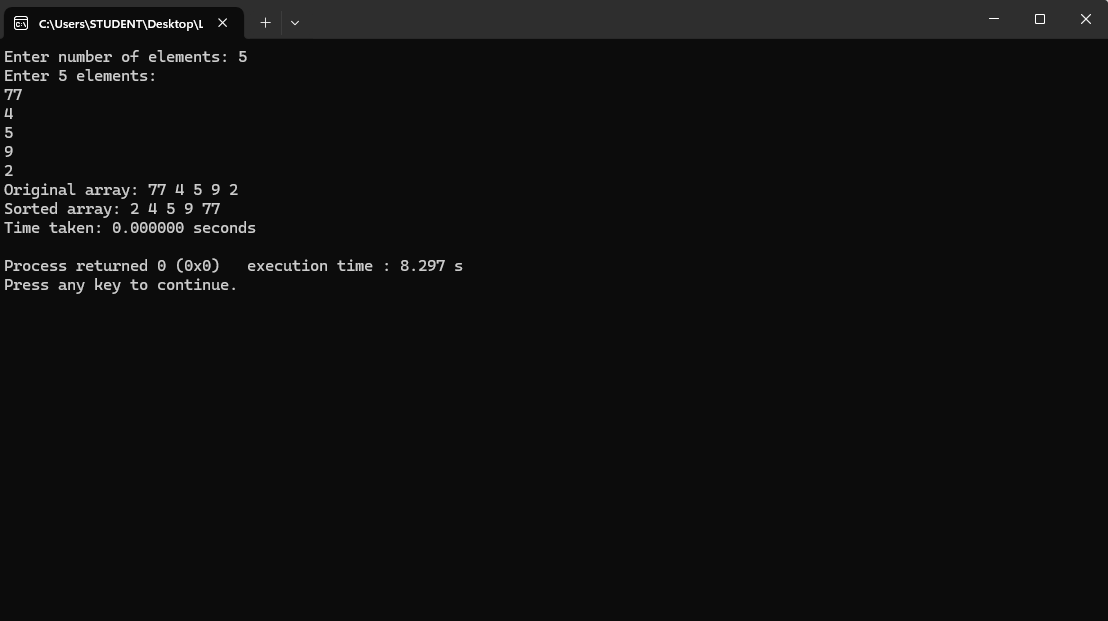 C:\Users\STUDENT\Desktop\L
Enter number of elements: 5
Enter 5 elements:
77
4
5
9
2
Original array: 77 4 5 9 2
Sorted array: 2 4 5 9 77
Time taken: 0.000000 seconds
Process returned 0 (0x0)   execution time : 8.297 s
Press any key to continue.